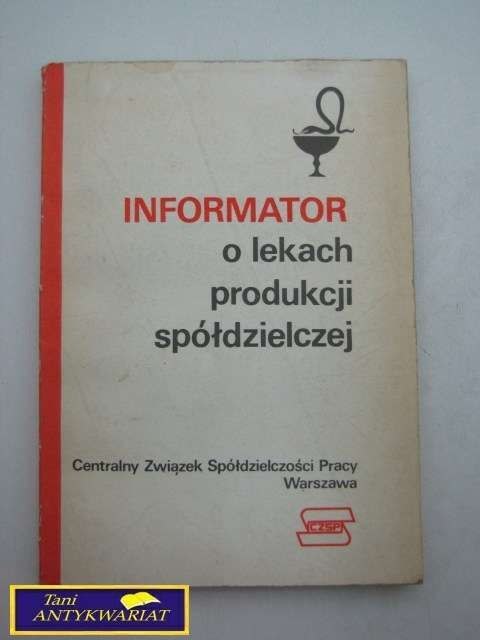 INFORMATOR
o lekach
produkcji
spółdzielczej
Centralny Związek Spółdzielczości Pracy
Warszawa
CZSP
Tani
ANTYKWARIAT